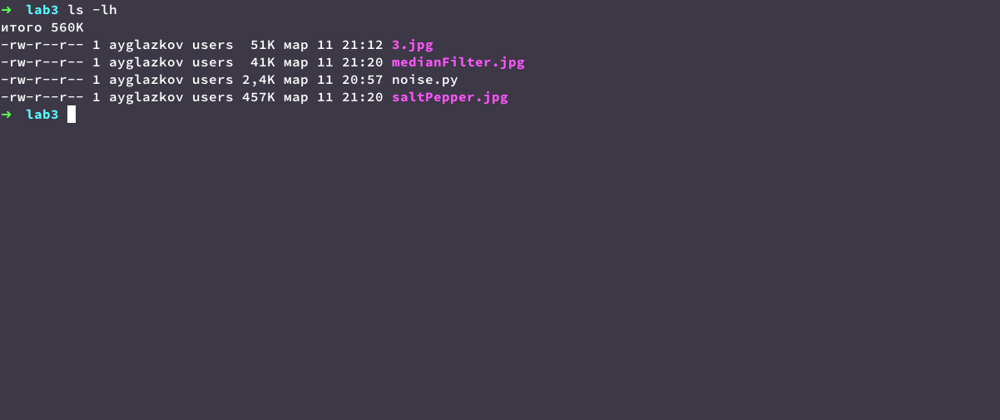 ➜  lab3 ls -lh
итого 560K
-rw-r--r-- 1 ayglazkov users  51K мар 11 21:12 3.jpg
-rw-r--r-- 1 ayglazkov users  41K мар 11 21:20 medianFilter.jpg
-rw-r--r-- 1 ayglazkov users 2,4K мар 11 20:57 noise.py
-rw-r--r-- 1 ayglazkov users 457K мар 11 21:20 saltPepper.jpg
➜  lab3